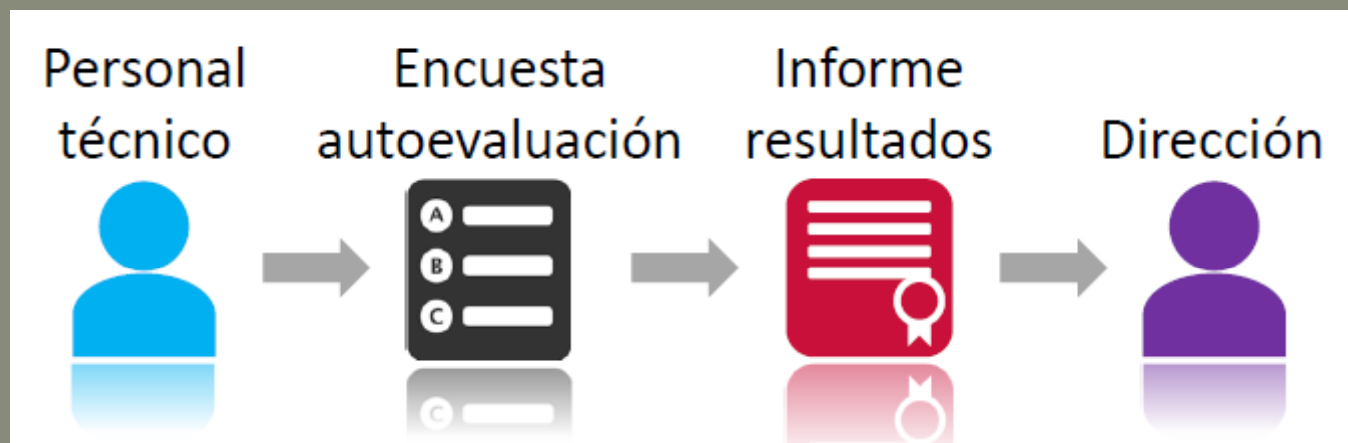 Personal
técnico
Encuesta
autoevaluación
Informe
resultados
Dirección
A
B
C
C